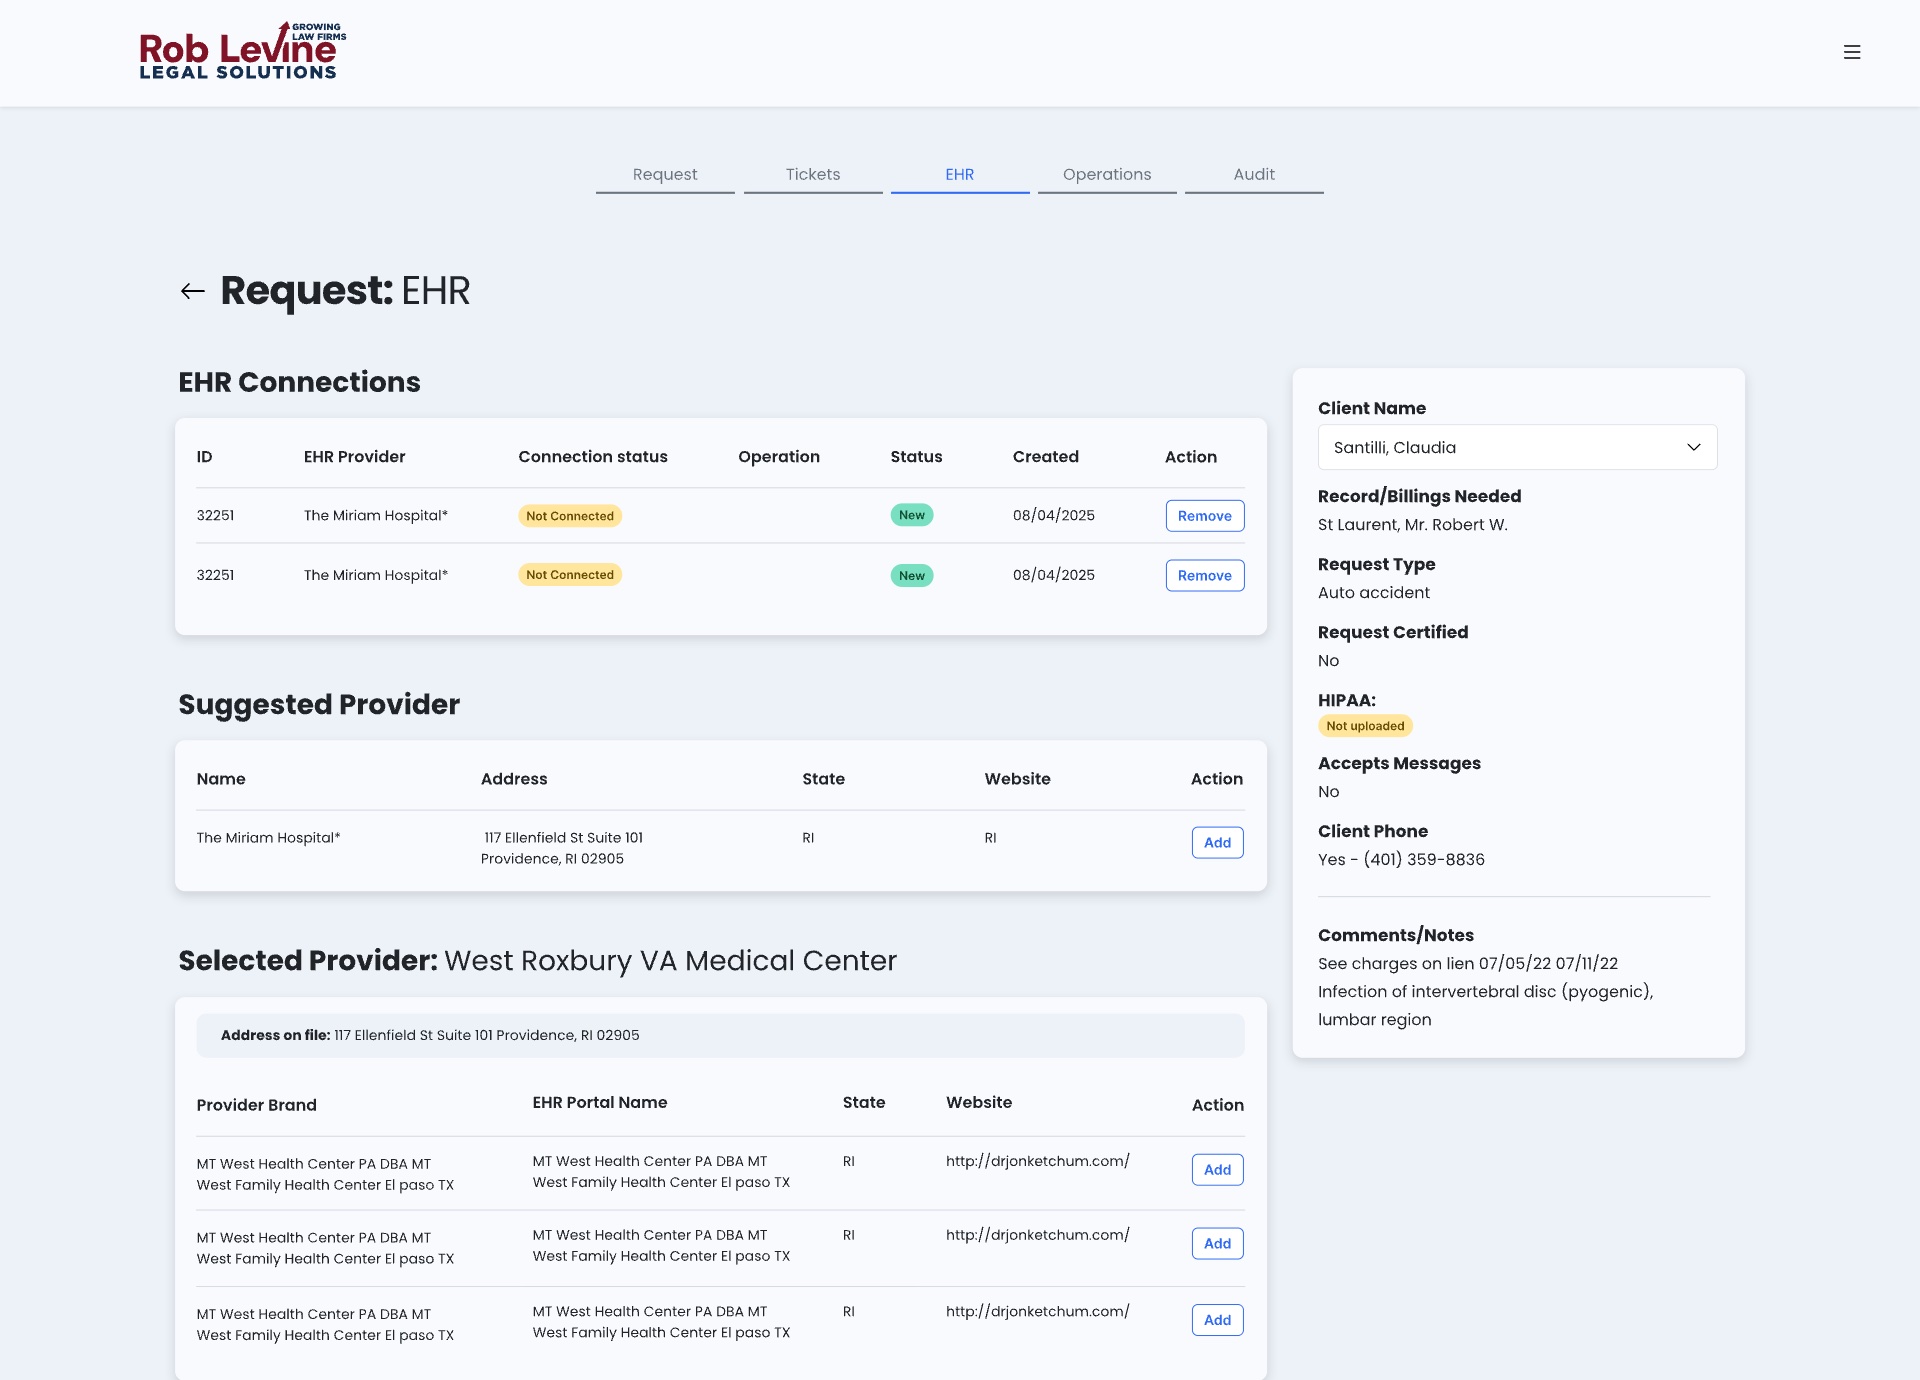 GROWING
LAW FIRMS
Rob Levine
LEGAL SOLUTIONS
Request
Tickets
EHR
Operations
Audit
Request: EHR
EHR Connections
ID EHR Provider Connection status Operation Status Created Action
32251 The Miriam Hospital* Not Connected New 08/04/2025 Remove
32251 The Miriam Hospital* Not Connected New 08/04/2025 Remove
Suggested Provider
Name Address State Website Action
The Miriam Hospital* 117 Ellenfield St Suite 101 RI RI Add
Providence, RI 02905
Selected Provider: West Roxbury VA Medical Center
Address on file: 117 Ellenfield St Suite 101 Providence, RI 02905
Provider Brand EHR Portal Name State Website Action
MT West Health Center PA DBA MT MT West Health Center PA DBA MT RI http://drjonketchum.com/ Add
West Family Health Center El paso TX West Family Health Center El paso TX
MT West Health Center PA DBA MT MT West Health Center PA DBA MT RI http://drjonketchum.com/ Add
West Family Health Center El paso TX West Family Health Center El paso TX
MT West Health Center PA DBA MT MT West Health Center PA DBA MT RI http://drjonketchum.com/ Add
West Family Health Center El paso TX West Family Health Center El paso TX
Client Name
Santilli, Claudia
Record/Billings Needed
St Laurent, Mr. Robert W.
Request Type
Auto accident
Request Certified
No
HIPAA:
Not uploaded
Accepts Messages
No
Client Phone
Yes - (401) 359-8836
Comments/Notes
See charges on lien 07/05/22 07/11/22
Infection of intervertebral disc (pyogenic),
lumbar region